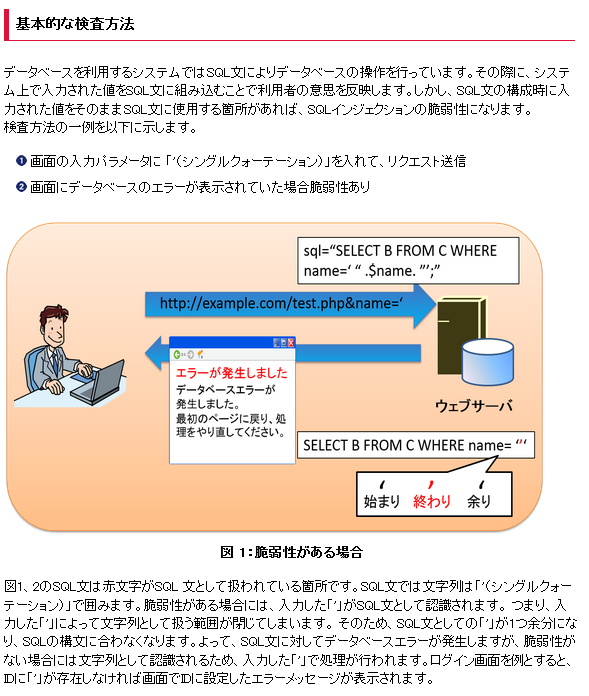 基本的な検査方法
データベースを利用するシステムではSQL文によりデータベースの操作を行っています。その際に、システ
ム上で入力された値をSQL文に組み込むことで利用者の意思を反映します。しかし、SQL文の構成時に入
力された値をそのままSQL文に使用する箇所があれば、SQLインジェクションの脆弱性になります。
検査方法の一例を以下に示します。
❶ 画面の入力パラメータに「'(シングルクォーテーション)」を入れて、リクエスト送信
❷ 画面にデータベースのエラーが表示されていた場合脆弱性あり
sql="SELECT B FROM C WHERE
name=' " .$name. "';"
http://example.com/test.php&name='
エラーが発生しました
データベースエラーが
発生しました。
最初のページに戻り、処
理をやり直してください。
ウェブサーバ
SELECT B FROM C WHERE name= '''
' ' '
始まり 終わり 余り
図 1:脆弱性がある場合
図1、2のSQL文は赤文字がSQL 文として扱われている箇所です。SQL文では文字列は「'(シングルクォー
テーション)」で囲みます。脆弱性がある場合には、入力した「'」がSQL文として認識されます。つまり、入
力した「'」によって文字列として扱う範囲が閉じてしまいます。 そのため、SQL文としての「'」が1つ余分にな
り、SQLの構文に合わなくなります。よって、SQL文に対してデータベースエラーが発生しますが、脆弱性が
ない場合には文字列として認識されるため、入力した「'」で処理が行われます。ログイン画面を例とすると、
IDに「'」が存在しなければ画面でIDに設定したエラーメッセージが表示されます。